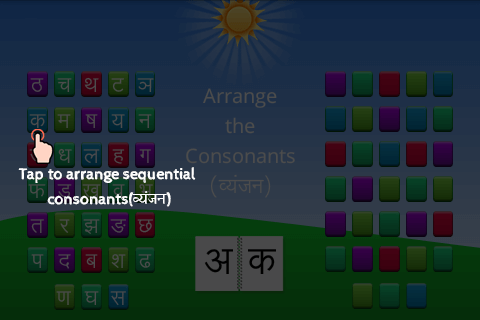 ठ च थ ट ञ
Arrange
क म ष य न
the
ध ल ह ग
Consonants
Tap to arrange sequential
(व्यंजन)
consonants(व्यंजन)
त र झ ङ छ
प द ब श ढ
अ क
ण घ स